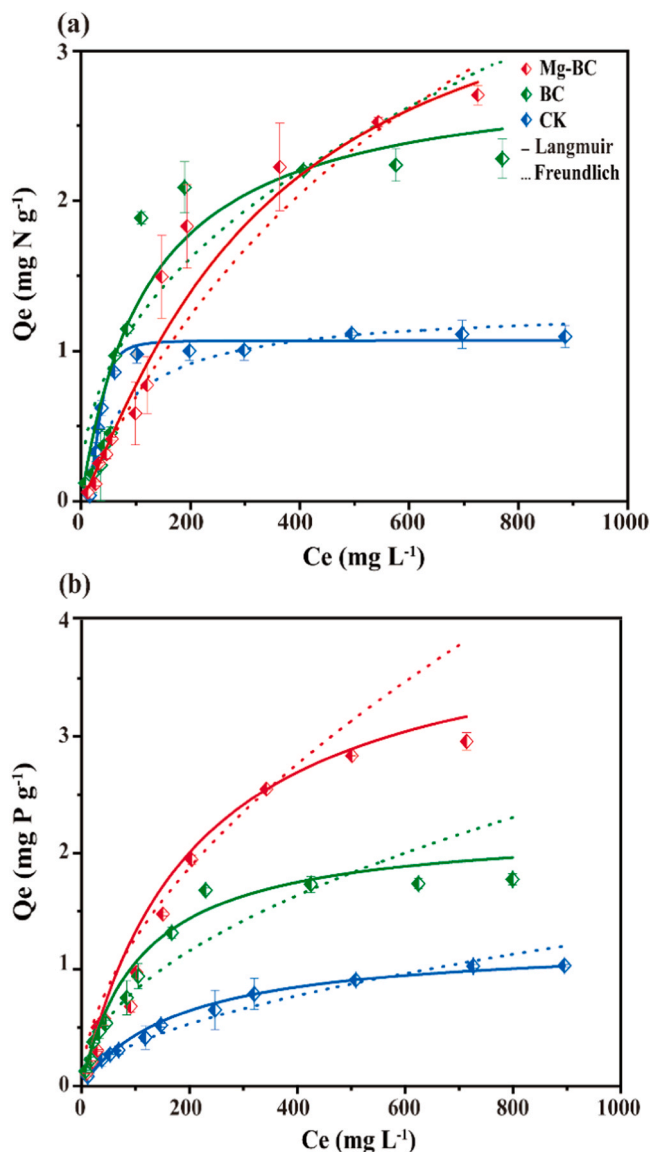 (a)
3
Mg-BC
BC
CK
– Langmuir
... Freundlich
2
1
0
Qe (mg N g⁻¹)
0 200 400 600 800 1000
Ce (mg L⁻¹)
(b)
4
3
2
1
0
Qe (mg P g⁻¹)
0 200 400 600 800 1000
Ce (mg L⁻¹)